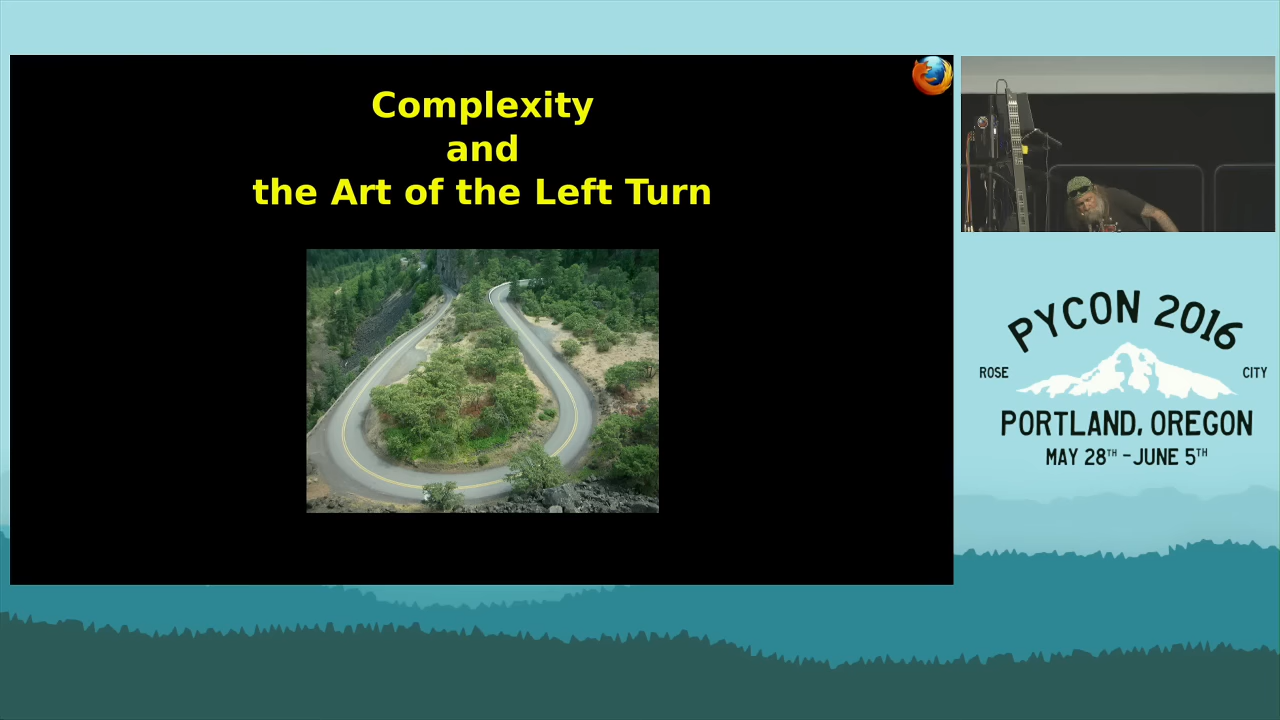 Complexity
and
the Art of the Left Turn
PYCON 2016
ROSE
CITY
PORTLAND, OREGON
MAY 28TH - JUNE 5TH